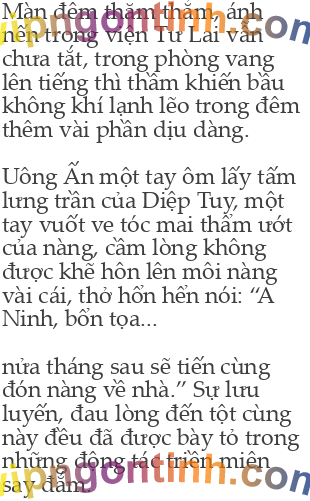 Màn đêm thăm thẳm, ánh
nến trong viện Tư Lai vẫn
chưa tắt, trong phòng vang
lên tiếng thì thầm khiến bầu
không khí lạnh lẽo trong đêm
thêm vài phần dịu dàng.
Uông Ấn một tay ôm lấy tấm
lưng trần của Diệp Tuy, một
tay vuốt ve tóc mai thấm ướt
của nàng, cầm lòng không
được khẽ hôn lên môi nàng
vài cái, thở hổn hển nói: “A
Ninh, bổn tọa...
nửa tháng sau sẽ tiến cùng
đón nàng về nhà.” Sự lưu
luyến, đau lòng đến tột cùng
này đều đã được bày tỏ trong
những động tác triền miên
say đắm.
vipngontinh.com
vipngontinh.com